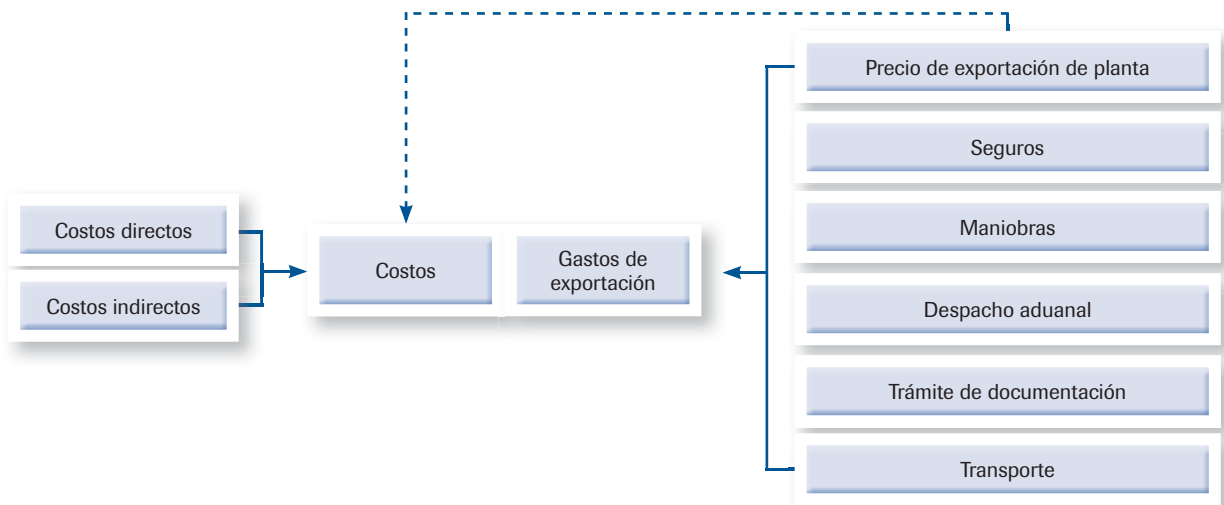 Precio de exportación de planta
Seguros
Maniobras
Costos directos
Costos indirectos
Costos
Gastos de
exportación
Despacho aduanal
Trámite de documentación
Transporte